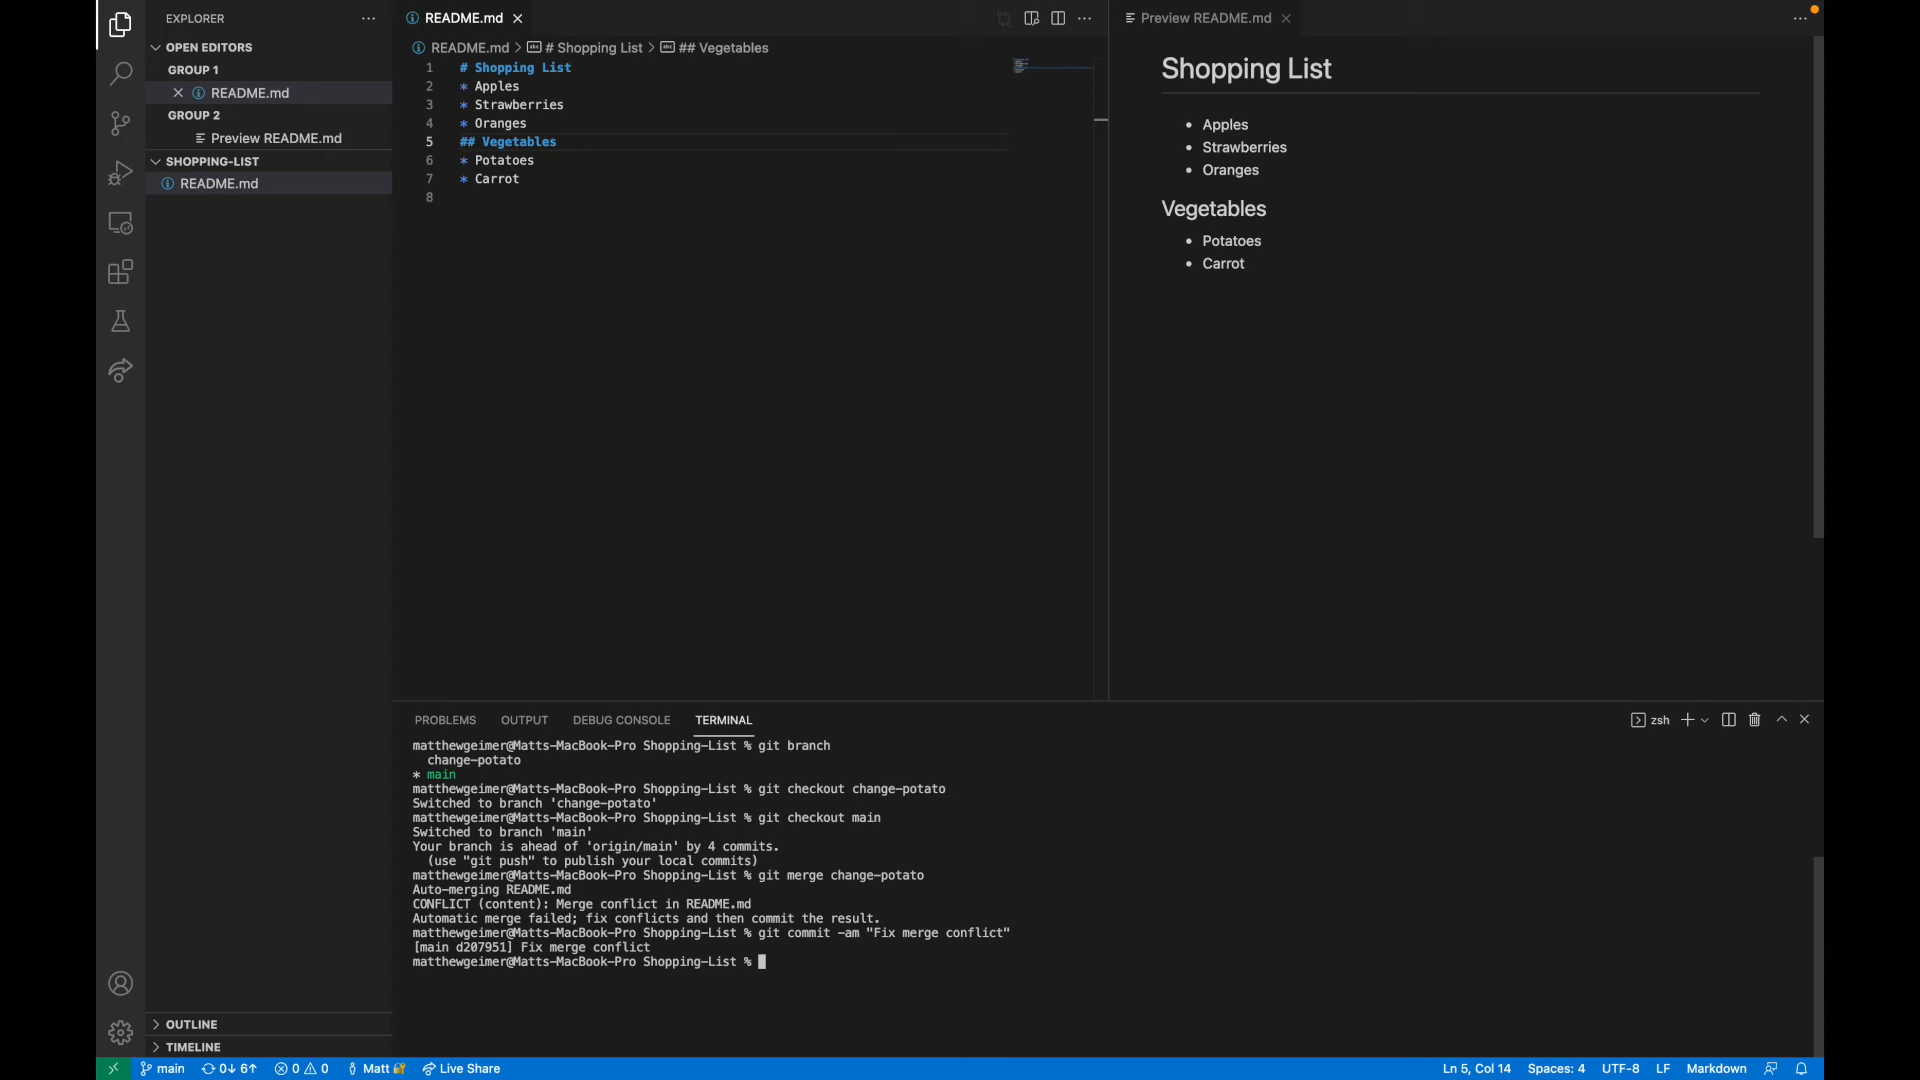 EXPLORER
OPEN EDITORS
GROUP 1
README.md
GROUP 2
Preview README.md
SHOPPING-LIST
README.md
OUTLINE
TIMELINE
README.md
README.md > # Shopping List > ## Vegetables
1 # Shopping List
2 * Apples
3 * Strawberries
4 * Oranges
5 ## Vegetables
6 * Potatoes
7 * Carrot
8
Preview README.md
Shopping List
• Apples
• Strawberries
• Oranges
Vegetables
• Potatoes
• Carrot
PROBLEMS OUTPUT DEBUG CONSOLE TERMINAL zsh
matthewgeimer@Matts-MacBook-Pro Shopping-List % git branch
change-potato
* main
matthewgeimer@Matts-MacBook-Pro Shopping-List % git checkout change-potato
Switched to branch 'change-potato'
matthewgeimer@Matts-MacBook-Pro Shopping-List % git checkout main
Switched to branch 'main'
Your branch is ahead of 'origin/main' by 4 commits.
(use "git push" to publish your local commits)
matthewgeimer@Matts-MacBook-Pro Shopping-List % git merge change-potato
Auto-merging README.md
CONFLICT (content): Merge conflict in README.md
Automatic merge failed; fix conflicts and then commit the result.
matthewgeimer@Matts-MacBook-Pro Shopping-List % git commit -am "Fix merge conflict"
[main d207951] Fix merge conflict
matthewgeimer@Matts-MacBook-Pro Shopping-List %
main 0↓ 6↑ 0 0 Matt Live Share Ln 5, Col 14 Spaces: 4 UTF-8 LF Markdown